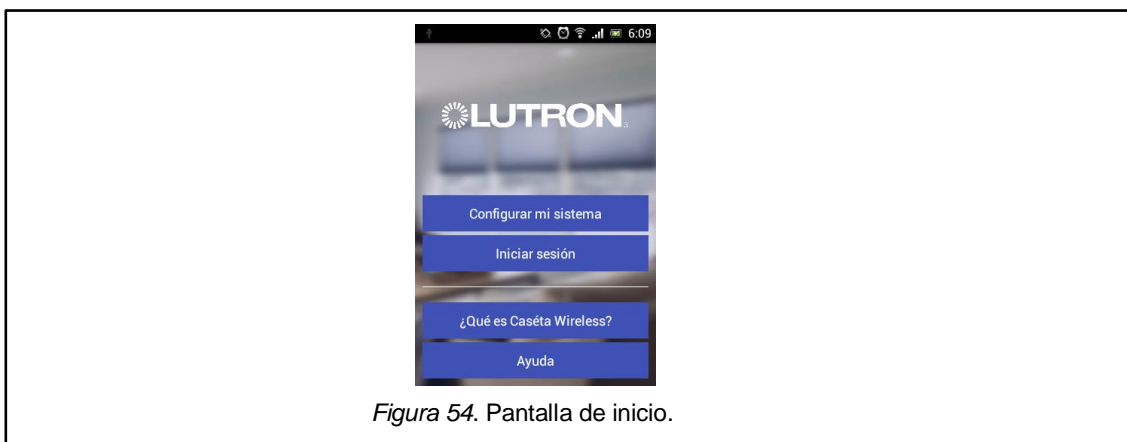 6:09
LUTRON
Configurar mi sistema
Iniciar sesión
¿Qué es Caséta Wireless?
Ayuda
Figura 54. Pantalla de inicio.